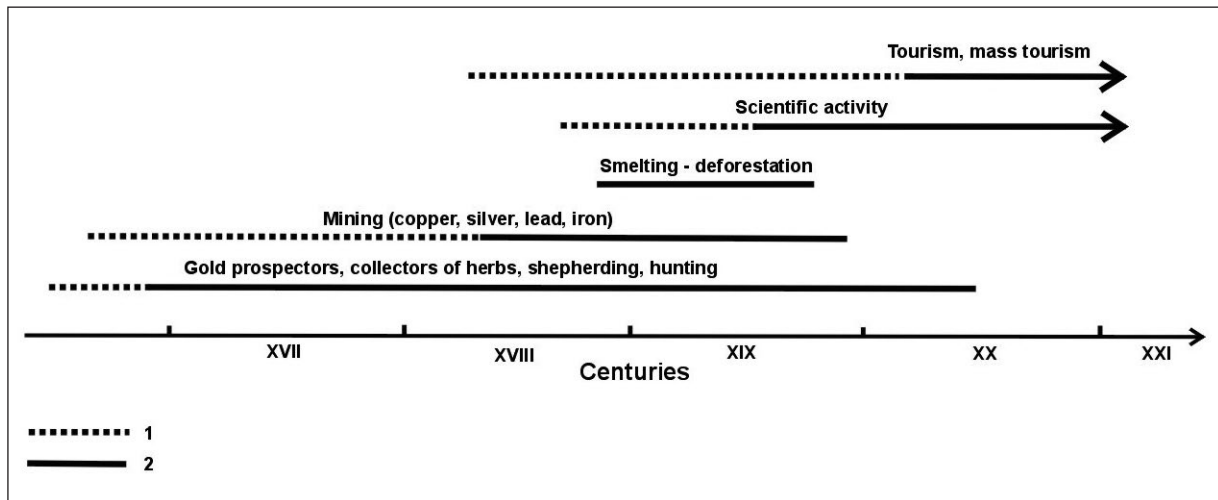 Tourism, mass tourism
Scientific activity
Smelting - deforestation
Mining (copper, silver, lead, iron)
Gold prospectors, collectors of herbs, shepherding, hunting
XVII XVIII XIX XX XXI
Centuries
1
2